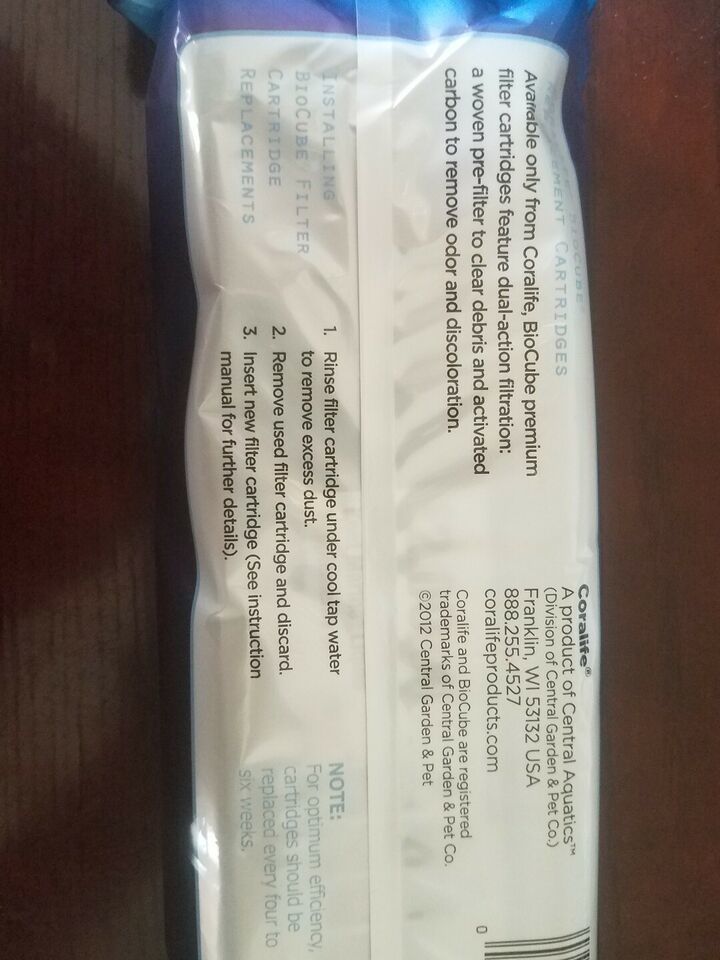 BIOCUBE
CARTRIDGES
Available only from Coralife, BioCube premium
filter cartridges feature dual-action filtration:
a woven pre-filter to clear debris and activated
carbon to remove odor and discoloration.
Coralife®
A product of Central Aquatics™
(Division of Central Garden & Pet Co.)
Franklin, WI 53132 USA
888.255.4527
coralifeproducts.com
Coralife and BioCube are registered
trademarks of Central Garden & Pet Co.
©2012 Central Garden & Pet
0
INSTALLING
BIOCUBE FILTER
CARTRIDGE
REPLACEMENTS
1. Rinse filter cartridge under cool tap water
to remove excess dust.
2. Remove used filter cartridge and discard.
3. Insert new filter cartridge (See instruction
manual for further details).
NOTE:
For optimum efficiency,
cartridges should be
replaced every four to
six weeks.